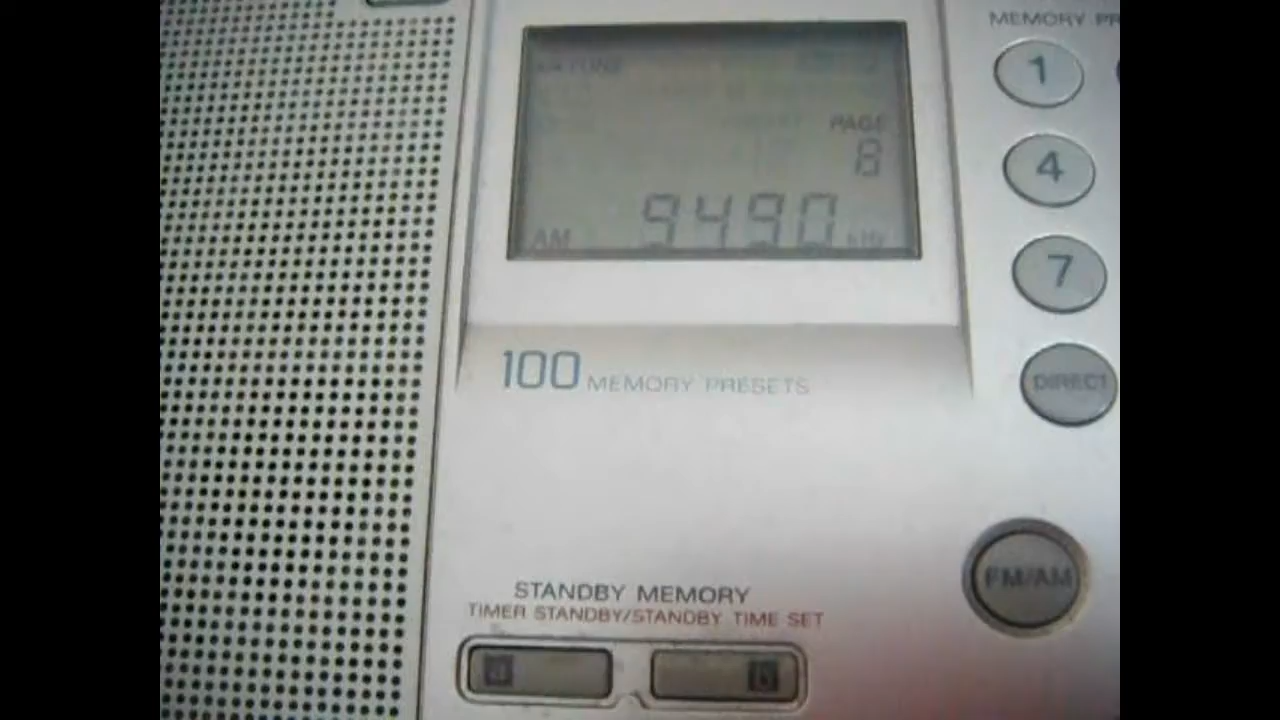 MEMORY PR
1
4
PAGE
8
AM 9490 kHz
7
100 MEMORY PRESETS
DIRECT
FM/AM
STANDBY MEMORY
TIMER STANDBY/STANDBY TIME SET
a b